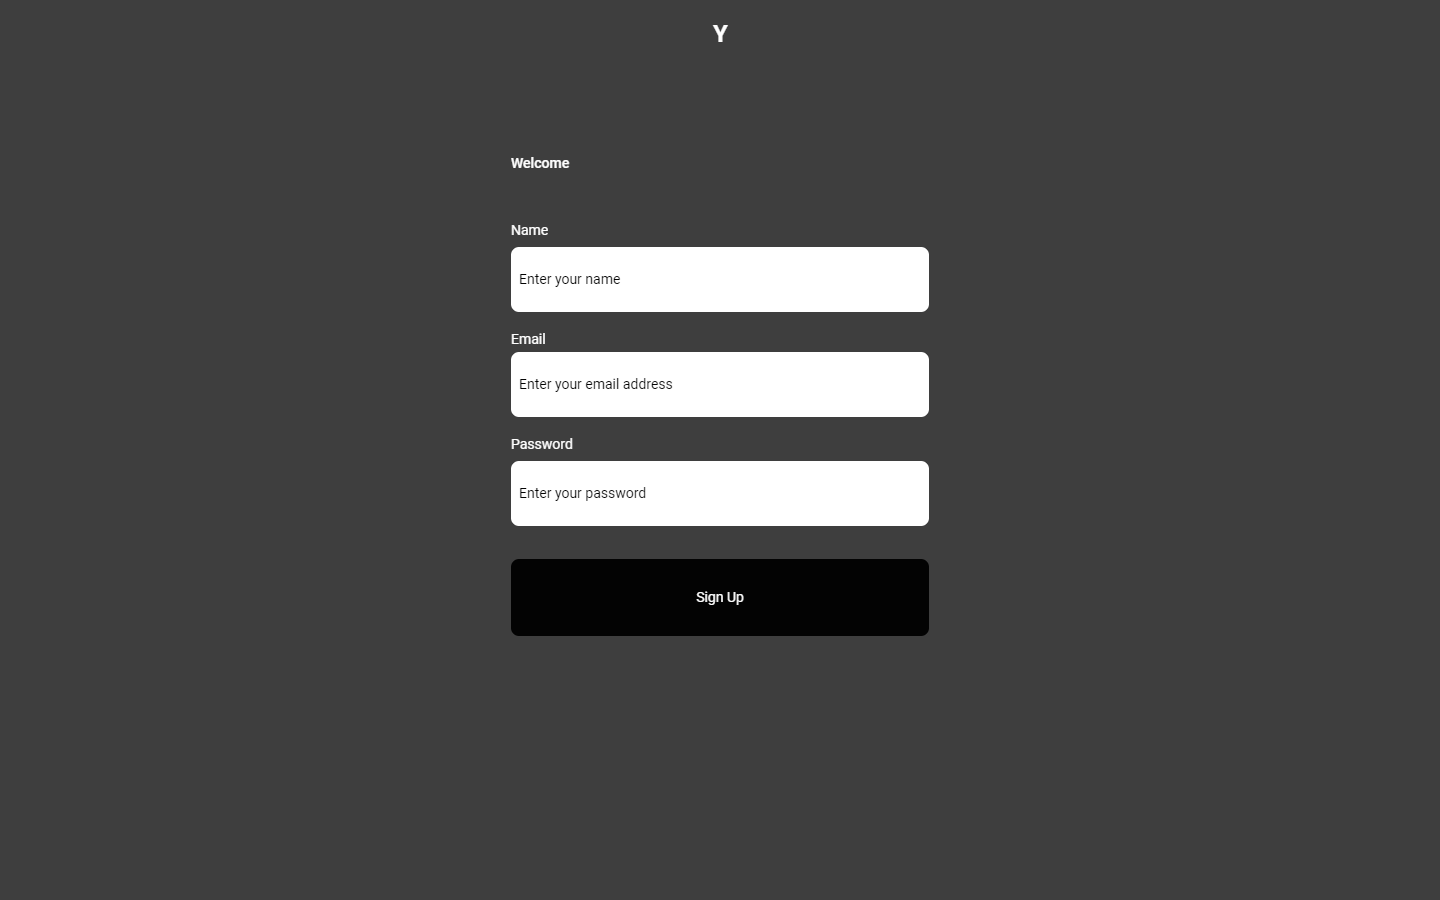 Y
Welcome
Name
Enter your name
Email
Enter your email address
Password
Enter your password
Sign Up